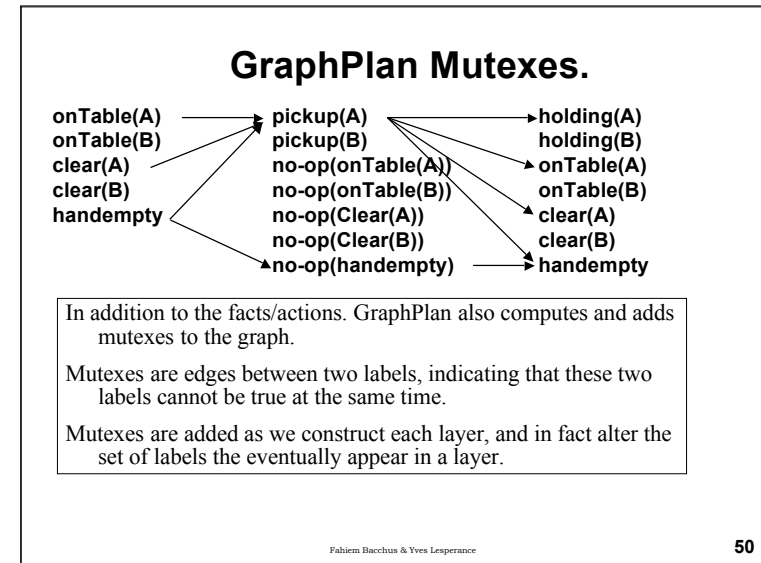 GraphPlan Mutexes.
onTable(A) pickup(A) holding(A)
onTable(B) pickup(B) holding(B)
clear(A) no-op(onTable(A)) onTable(A)
clear(B) no-op(onTable(B)) onTable(B)
handempty no-op(Clear(A)) clear(A)
no-op(Clear(B)) clear(B)
no-op(handempty) handempty
In addition to the facts/actions. GraphPlan also computes and adds
mutexes to the graph.
Mutexes are edges between two labels, indicating that these two
labels cannot be true at the same time.
Mutexes are added as we construct each layer, and in fact alter the
set of labels the eventually appear in a layer.
Fahiem Bacchus & Yves Lesperance 50